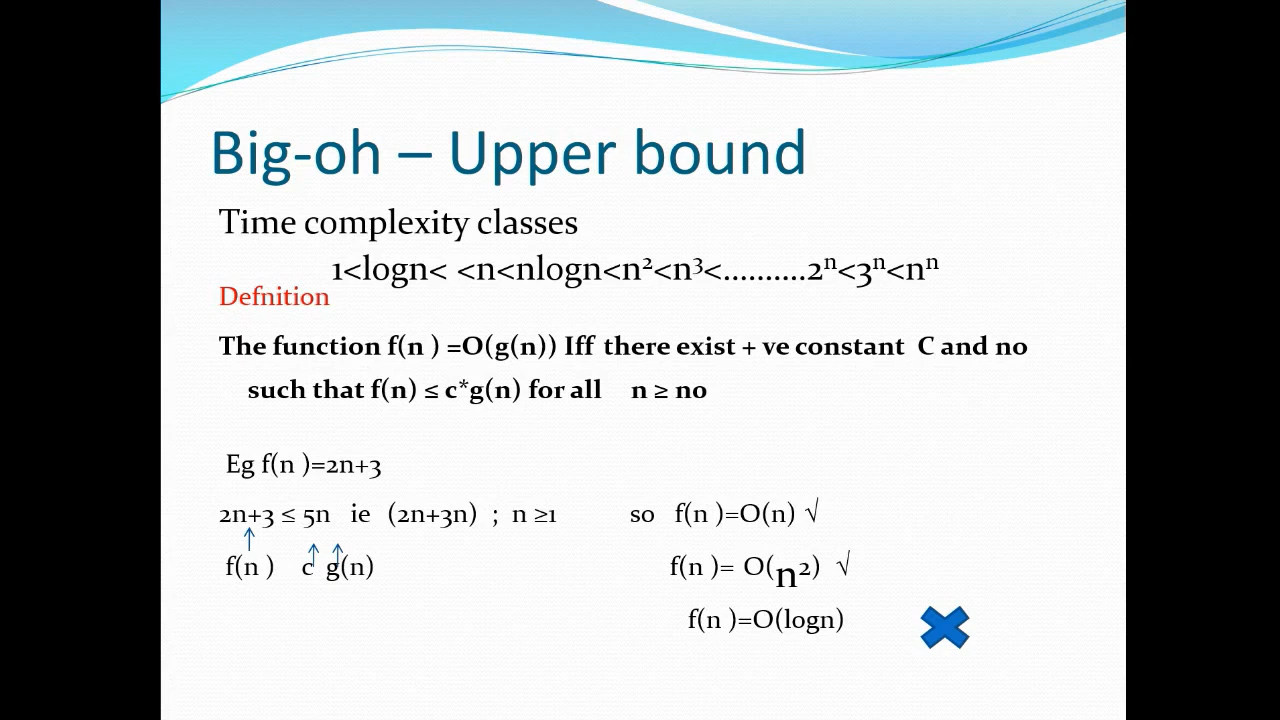 Big-oh – Upper bound
Time complexity classes
1<logn< <n<nlogn<n²<n³<..........2ⁿ<3ⁿ<nⁿ
Defnition
The function f(n ) =O(g(n)) Iff there exist + ve constant C and no
such that f(n) ≤ c*g(n) for all n ≥ no
Eg f(n )=2n+3
2n+3 ≤ 5n ie (2n+3n) ; n ≥1 so f(n )=O(n) √
f(n ) c g(n) f(n )= O(n²) √
f(n )=O(logn)